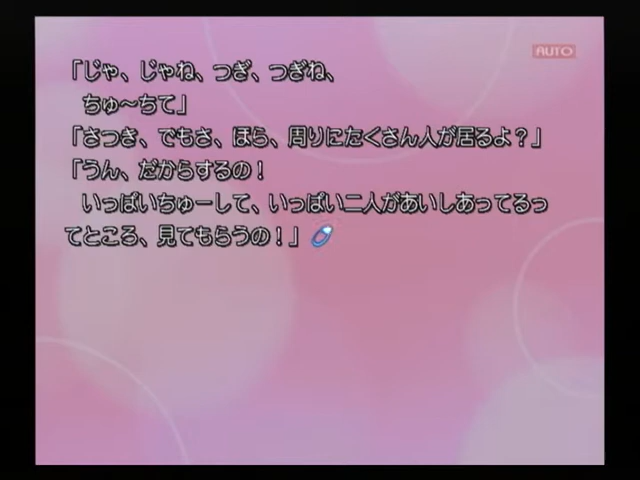 AUTO
「じゃ、じゃね、つぎ、つぎね、
ちゅ～ちて」
「さつき、でもさ、ほら、周りにたくさん人が居るよ？」
「うん、だからするの！
いっぱいちゅーして、いっぱい二人があいしあってるっ
てところ、見てもらうの！」